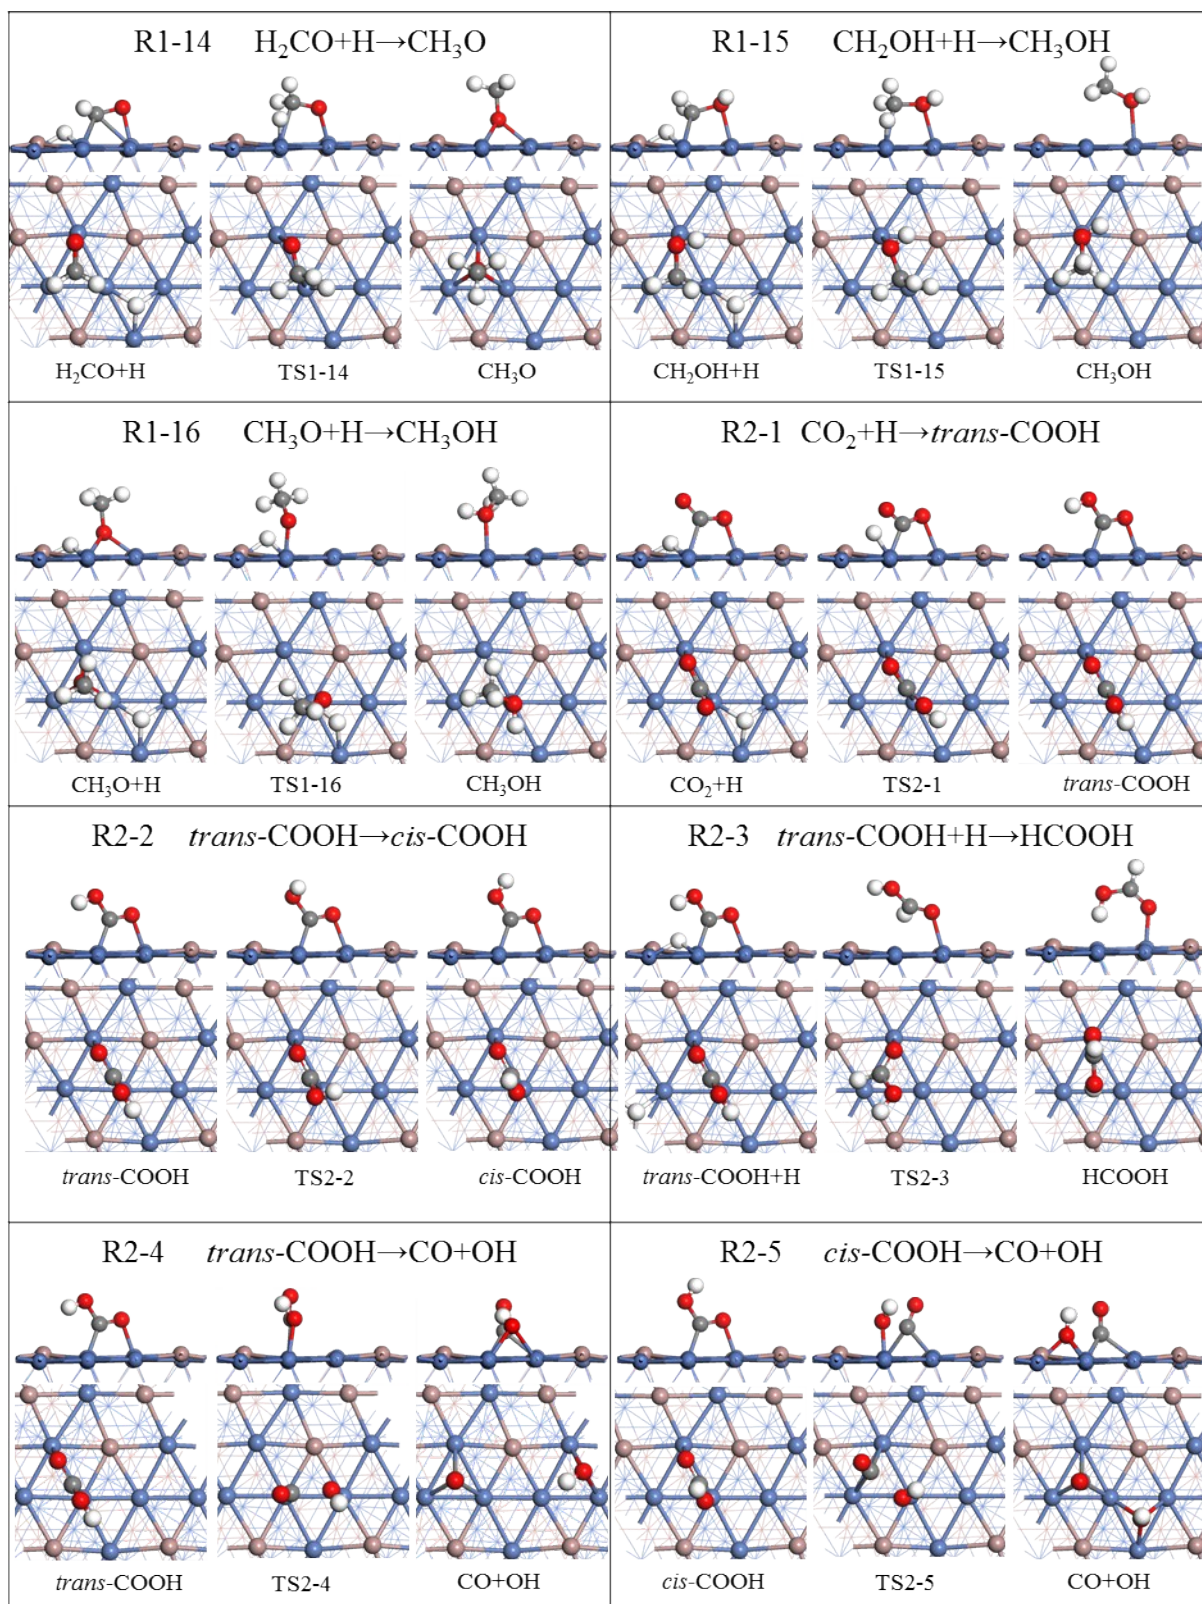 R1-14 H₂CO+H→CH₃O
H₂CO+H TS1-14 CH₃O
R1-15 CH₂OH+H→CH₃OH
CH₂OH+H TS1-15 CH₃OH
R1-16 CH₃O+H→CH₃OH
CH₃O+H TS1-16 CH₃OH
R2-1 CO₂+H→trans-COOH
CO₂+H TS2-1 trans-COOH
R2-2 trans-COOH→cis-COOH
trans-COOH TS2-2 cis-COOH
R2-3 trans-COOH+H→HCOOH
trans-COOH+H TS2-3 HCOOH
R2-4 trans-COOH→CO+OH
trans-COOH TS2-4 CO+OH
R2-5 cis-COOH→CO+OH
cis-COOH TS2-5 CO+OH